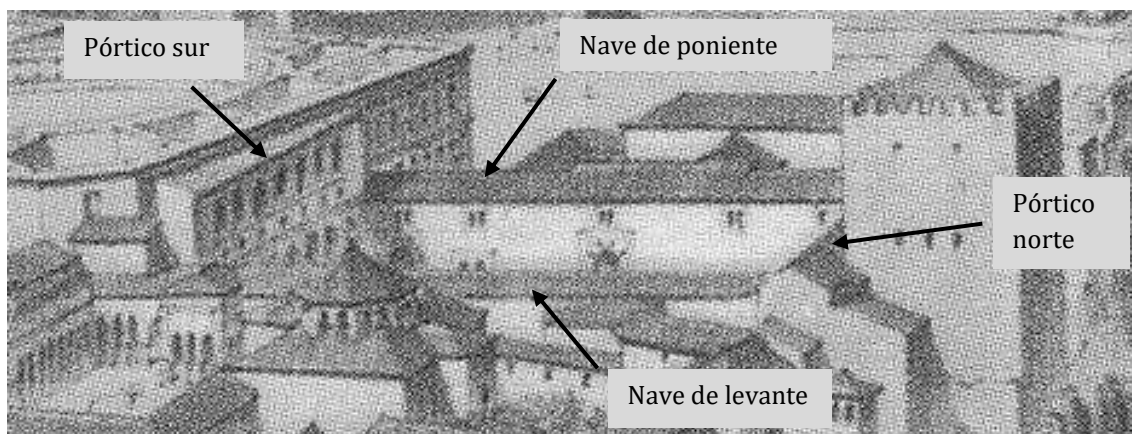 Pórtico sur
Nave de poniente
Pórtico
norte
Nave de levante